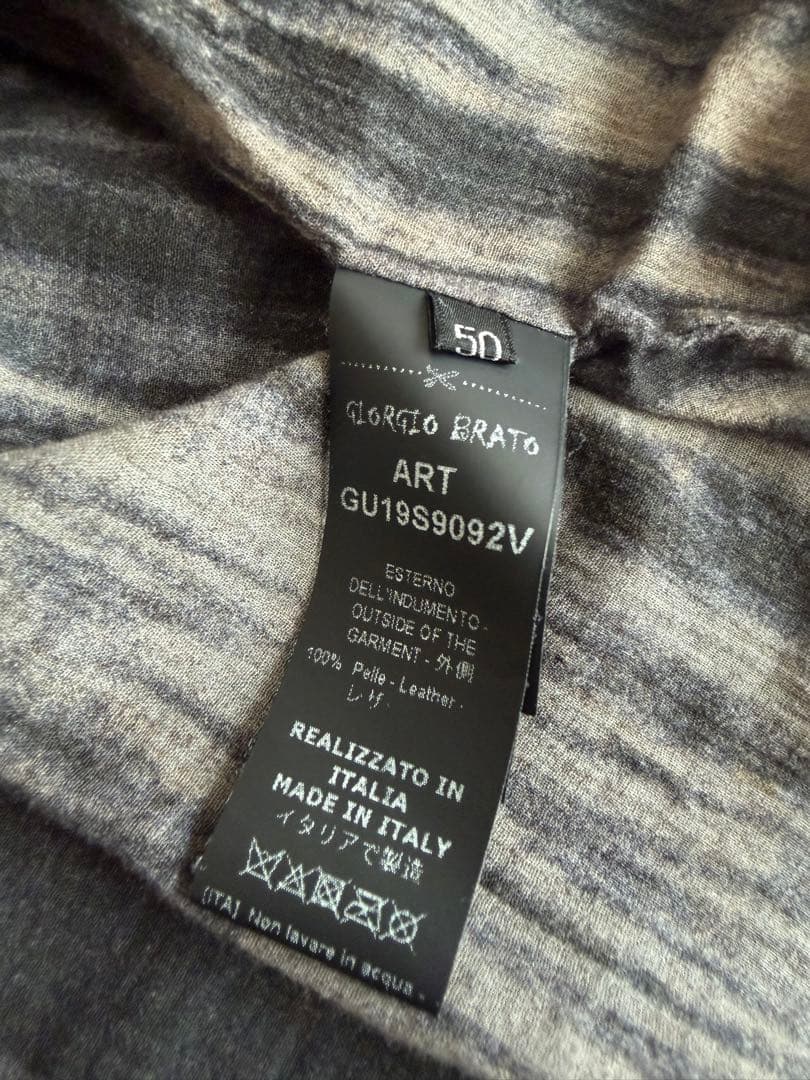 50
GIORGIO BRATO
ART
GU19S9092V
ESTERNO
DELL'INDUMENTO -
OUTSIDE OF THE
GARMENT - 外側
100% Pelle - Leather -
レザ
REALIZZATO IN
ITALIA
MADE IN ITALY
イタリアで製造
(ITA) Non lavare in acqua -